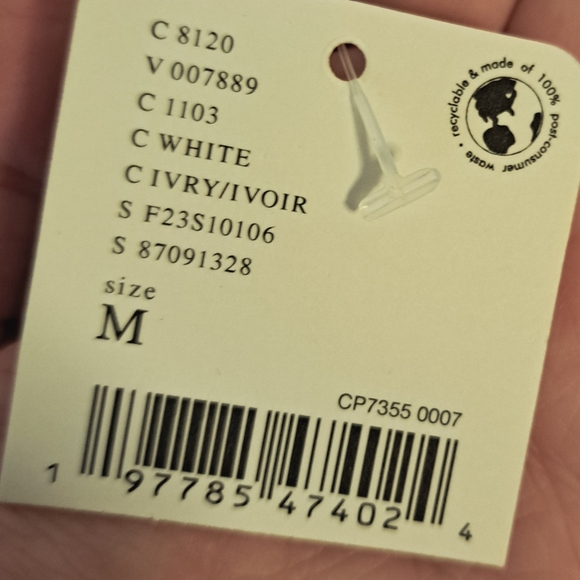 C 8120
V 007889
C 1103
C WHITE
C IVRY/IVOIR
S F23S10106
S 87091328
size
M
recyclable & made of 100% post-consumer waste •
CP7355 0007
1 97785 47402 4